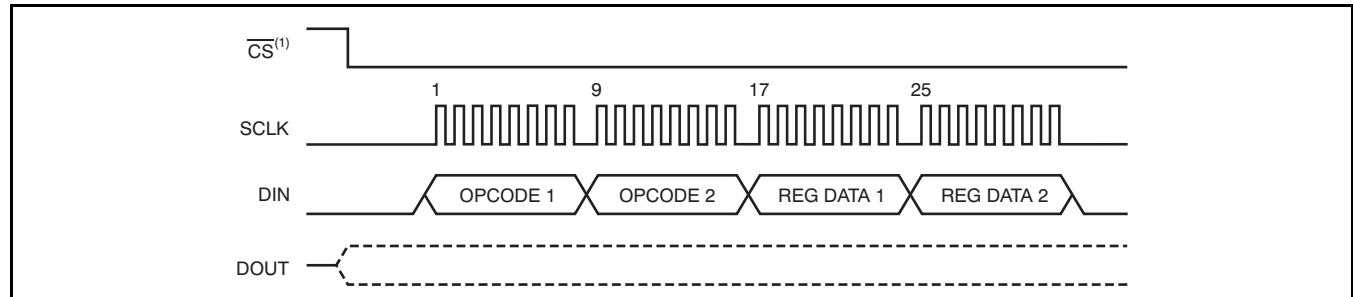 CS(1)
1 9 17 25
SCLK
DIN OPCODE 1 OPCODE 2 REG DATA 1 REG DATA 2
DOUT